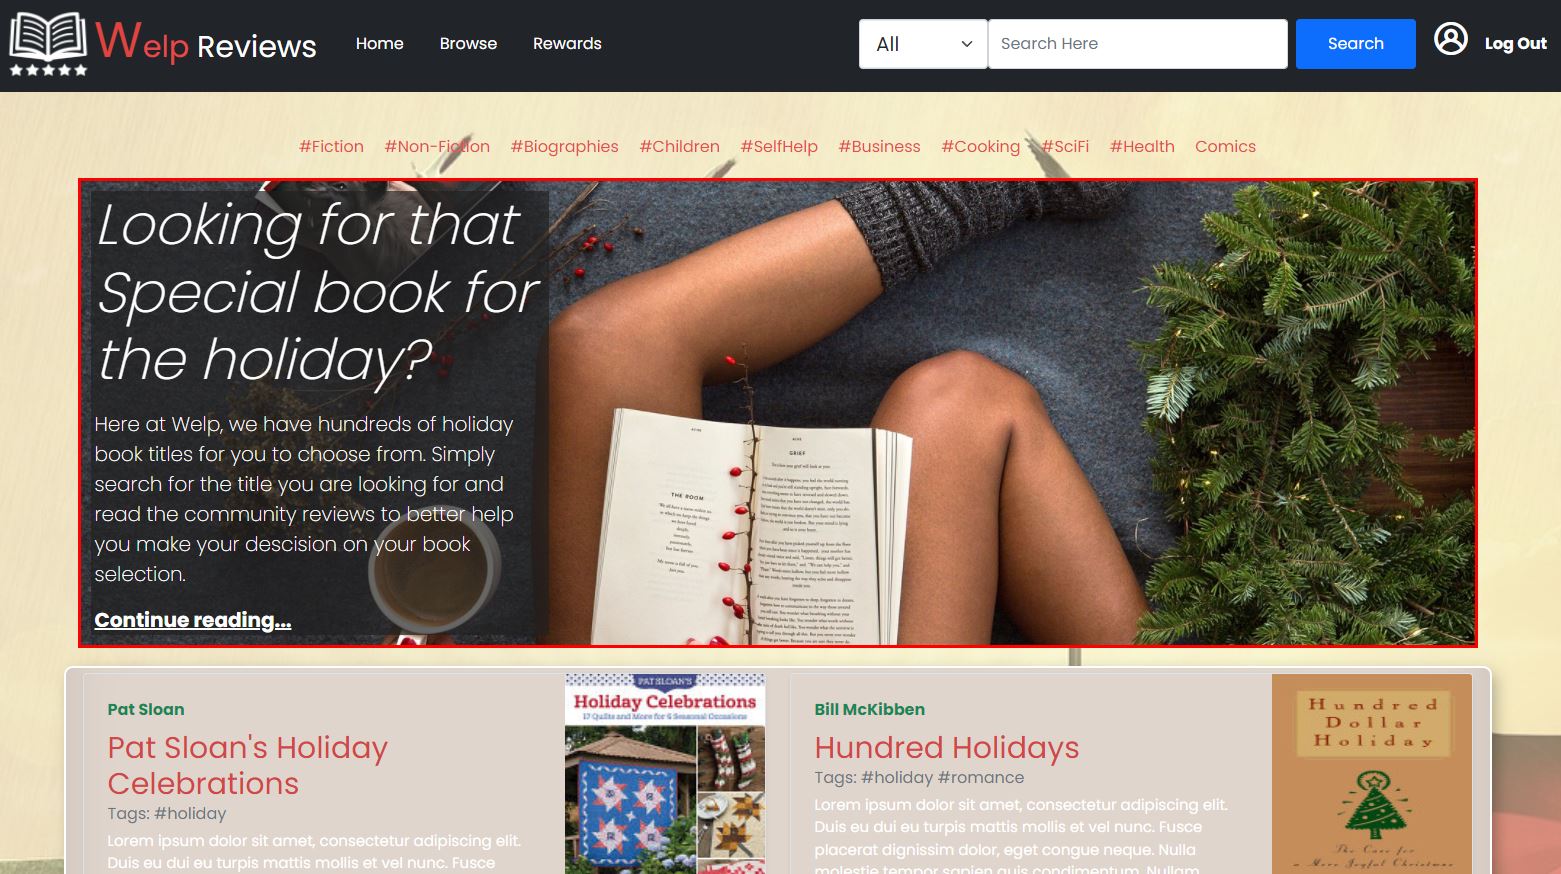 Welp Reviews
Home Browse Rewards
All Search Here Search Log Out
#Fiction #Non-Fiction #Biographies #Children #SelfHelp #Business #Cooking #SciFi #Health Comics
Looking for that
Special book for
the holiday?
Here at Welp, we have hundreds of holiday
book titles for you to choose from. Simply
search for the title you are looking for and
read the community reviews to better help
you make your descision on your book
selection.
Continue reading...
THE ROOM
GRIEF
Pat Sloan
Pat Sloan's Holiday
Celebrations
Tags: #holiday
Lorem ipsum dolor sit amet, consectetur adipiscing elit.
Duis eu dui eu turpis mattis mollis et vel nunc. Fusce
PAT SLOAN'S
Holiday Celebrations
17 Quilts and More for 6 Seasonal Occasions
Bill McKibben
Hundred Holidays
Tags: #holiday #romance
Lorem ipsum dolor sit amet, consectetur adipiscing elit.
Duis eu dui eu turpis mattis mollis et vel nunc. Fusce
placerat dignissim dolor, eget congue neque. Nulla
molestie tempor sapien quis condimentum. Nullam
Hundred
Dollar
Holiday
The Case for
a More Joyful Christmas